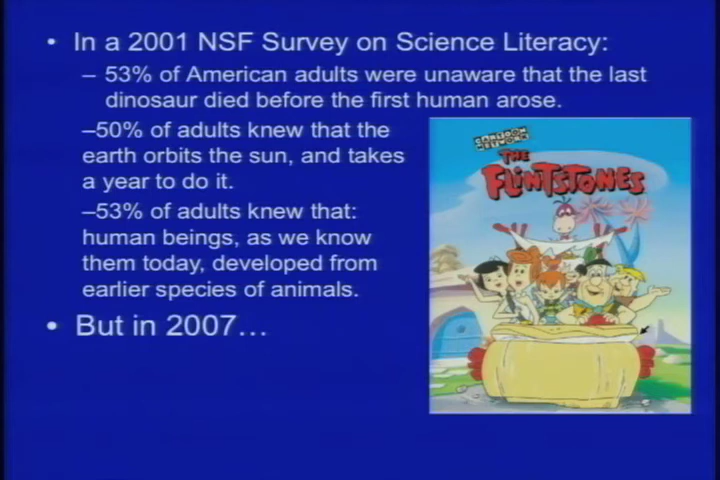 • In a 2001 NSF Survey on Science Literacy:
– 53% of American adults were unaware that the last
dinosaur died before the first human arose.
–50% of adults knew that the
earth orbits the sun, and takes
a year to do it.
–53% of adults knew that:
human beings, as we know
them today, developed from
earlier species of animals.
• But in 2007…
CARTOON
NETWORK
THE
FLINTSTONES